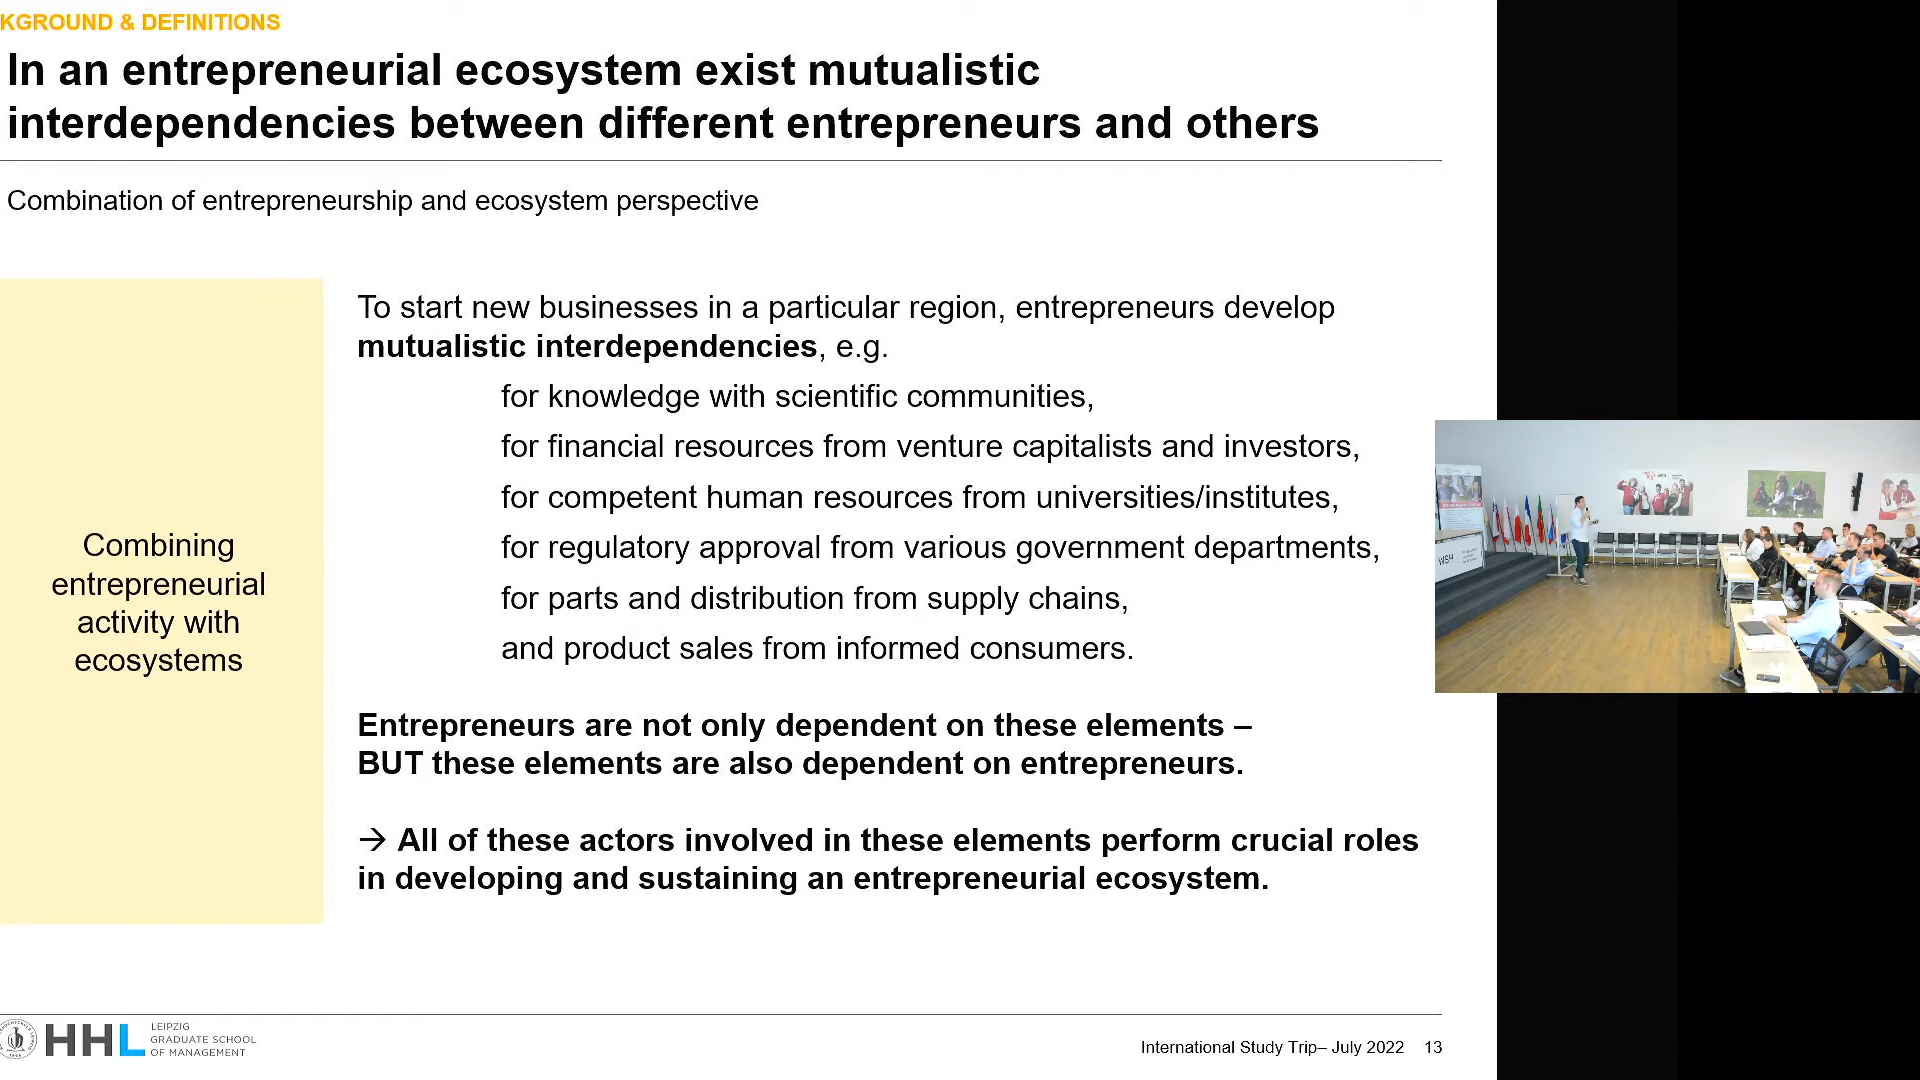 KGROUND & DEFINITIONS
In an entrepreneurial ecosystem exist mutualistic
interdependencies between different entrepreneurs and others
Combination of entrepreneurship and ecosystem perspective
Combining
entrepreneurial
activity with
ecosystems
To start new businesses in a particular region, entrepreneurs develop
mutualistic interdependencies, e.g.
for knowledge with scientific communities,
for financial resources from venture capitalists and investors,
for competent human resources from universities/institutes,
for regulatory approval from various government departments,
for parts and distribution from supply chains,
and product sales from informed consumers.
Entrepreneurs are not only dependent on these elements –
BUT these elements are also dependent on entrepreneurs.
→ All of these actors involved in these elements perform crucial roles
in developing and sustaining an entrepreneurial ecosystem.
WSH
HHL
LEIPZIG
GRADUATE SCHOOL
OF MANAGEMENT
International Study Trip– July 2022 13